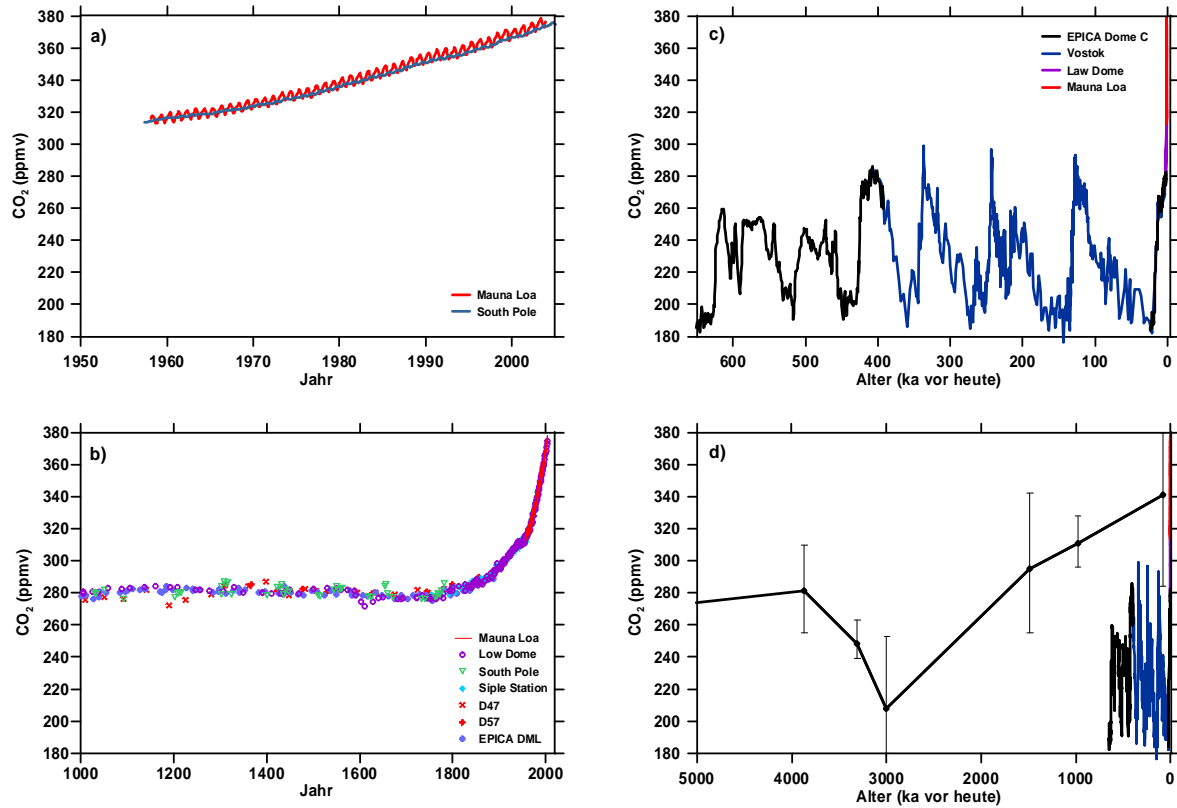 a)
380
360
340
320
300
280
260
240
220
200
180
CO2 (ppmv)
1950 1960 1970 1980 1990 2000
Jahr
Mauna Loa
South Pole
c)
380
360
340
320
300
280
260
240
220
200
180
CO2 (ppmv)
600 500 400 300 200 100 0
Alter (ka vor heute)
EPICA Dome C
Vostok
Law Dome
Mauna Loa
b)
380
360
340
320
300
280
260
240
220
200
180
CO2 (ppmv)
1000 1200 1400 1600 1800 2000
Jahr
Mauna Loa
Low Dome
South Pole
Siple Station
D47
D57
EPICA DML
d)
380
360
340
320
300
280
260
240
220
200
180
CO2 (ppmv)
5000 4000 3000 2000 1000 0
Alter (ka vor heute)